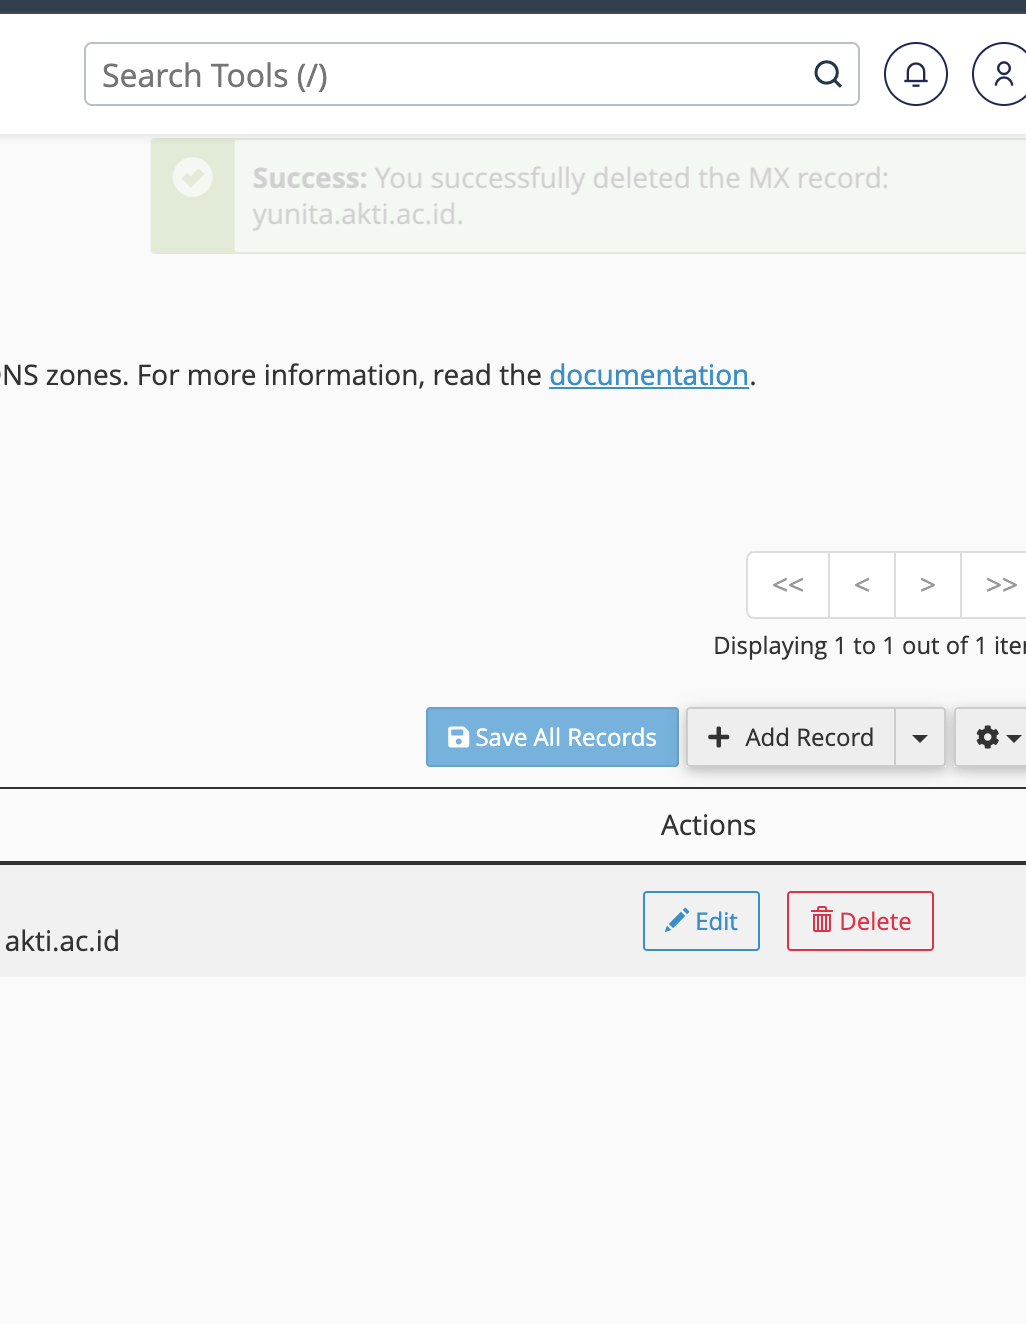 Search Tools (/)
Success: You successfully deleted the MX record:
yunita.akti.ac.id.
NS zones. For more information, read the documentation.
<< < > >>
Displaying 1 to 1 out of 1
Save All Records Add Record
Actions
akti.ac.id Edit Delete